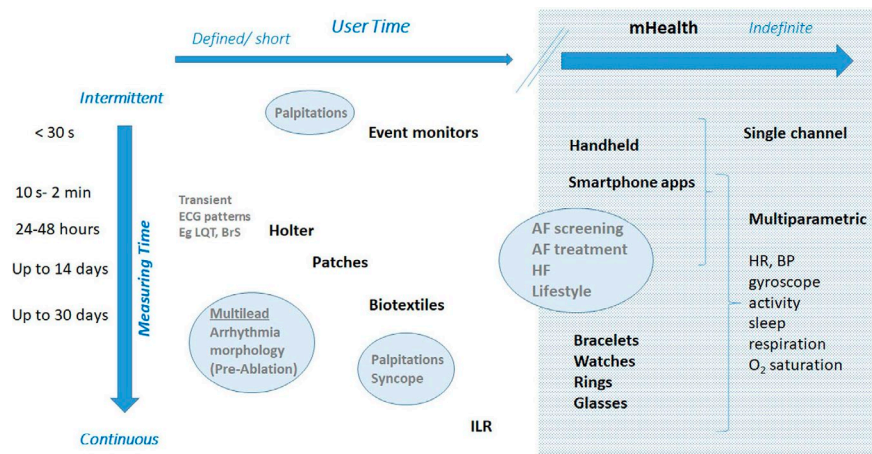 User Time
Defined/ short
mHealth
Indefinite
Intermittent
< 30 s
10 s- 2 min
24-48 hours
Up to 14 days
Up to 30 days
Measuring Time
Continuous
Palpitations
Event monitors
Transient
ECG patterns
Eg LQT, BrS
Holter
Patches
Biotextiles
Multilead
Arrhythmia
morphology
(Pre-Ablation)
Palpitations
Syncope
ILR
Handheld
Smartphone apps
AF screening
AF treatment
HF
Lifestyle
Bracelets
Watches
Rings
Glasses
Single channel
Multiparametric
HR, BP
gyroscope
activity
sleep
respiration
O₂ saturation